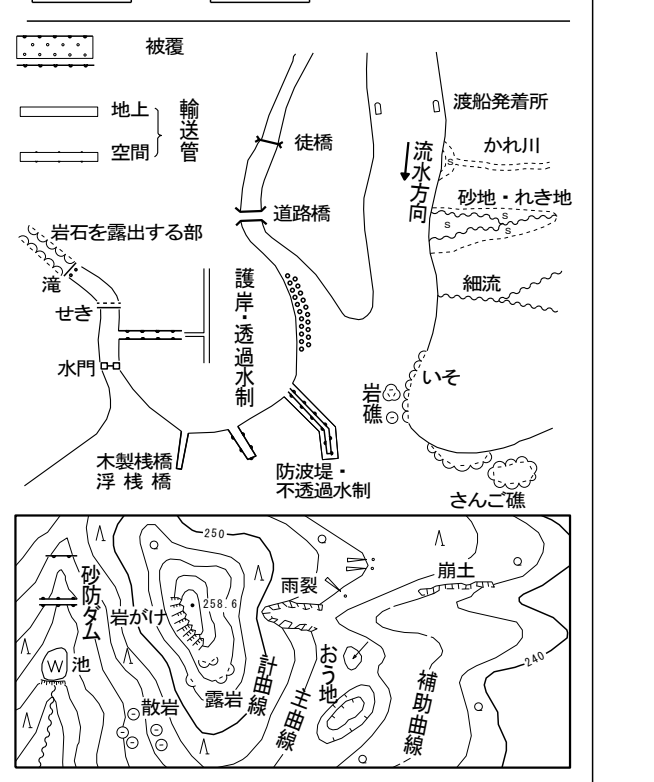 被覆
地上
空間
輸送管
渡船発着所
かれ川
徒橋
流水方向
砂地・れき地
s
s
s
道路橋
岩石を露出する部
滝
せき
護岸・透過水制
細流
水門
いそ
岩礁
木製桟橋
浮桟橋
防波堤・
不透過水制
さんご礁
250
砂防ダム
雨裂
崩土
岩がけ
258.6
池
W
計曲線
主曲線
おう地
補助曲線
240
散岩
露岩